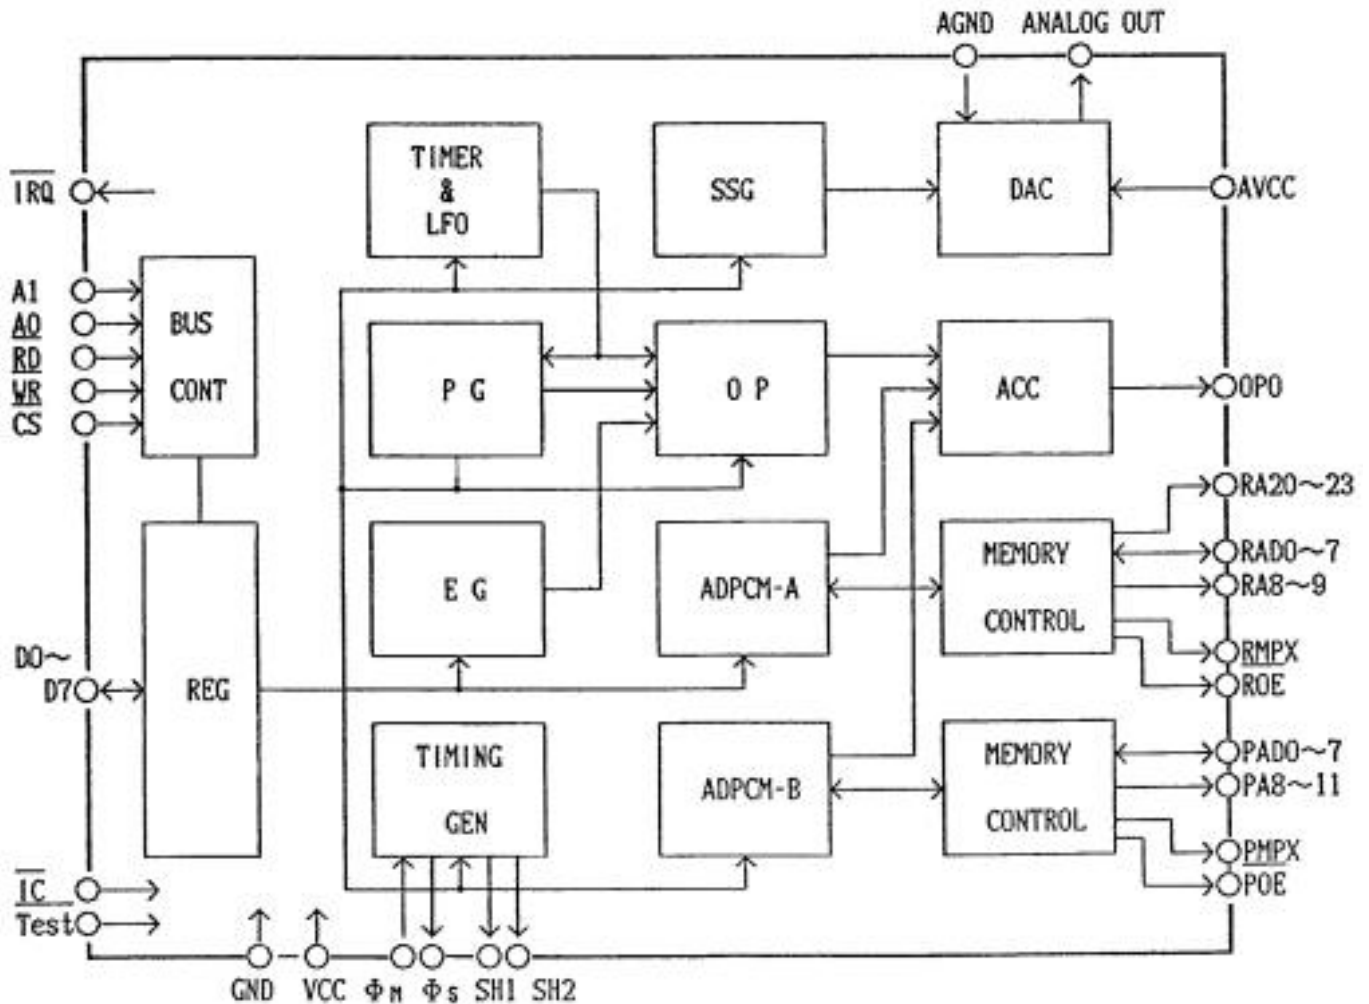 AGND ANALOG OUT
TIMER
&
LFO
SSG
DAC
IRQ
AVCC
A1
A0
RD
WR
CS
BUS
CONT
P G
O P
ACC
OPO
RA20～23
MEMORY
CONTROL
RAD0～7
RA8～9
RMPX
ROE
E G
ADPCM-A
D0～
D7
REG
TIMING
GEN
ADPCM-B
MEMORY
CONTROL
PAD0～7
PA8～11
PMPX
POE
IC
Test
GND VCC ΦM ΦS SH1 SH2